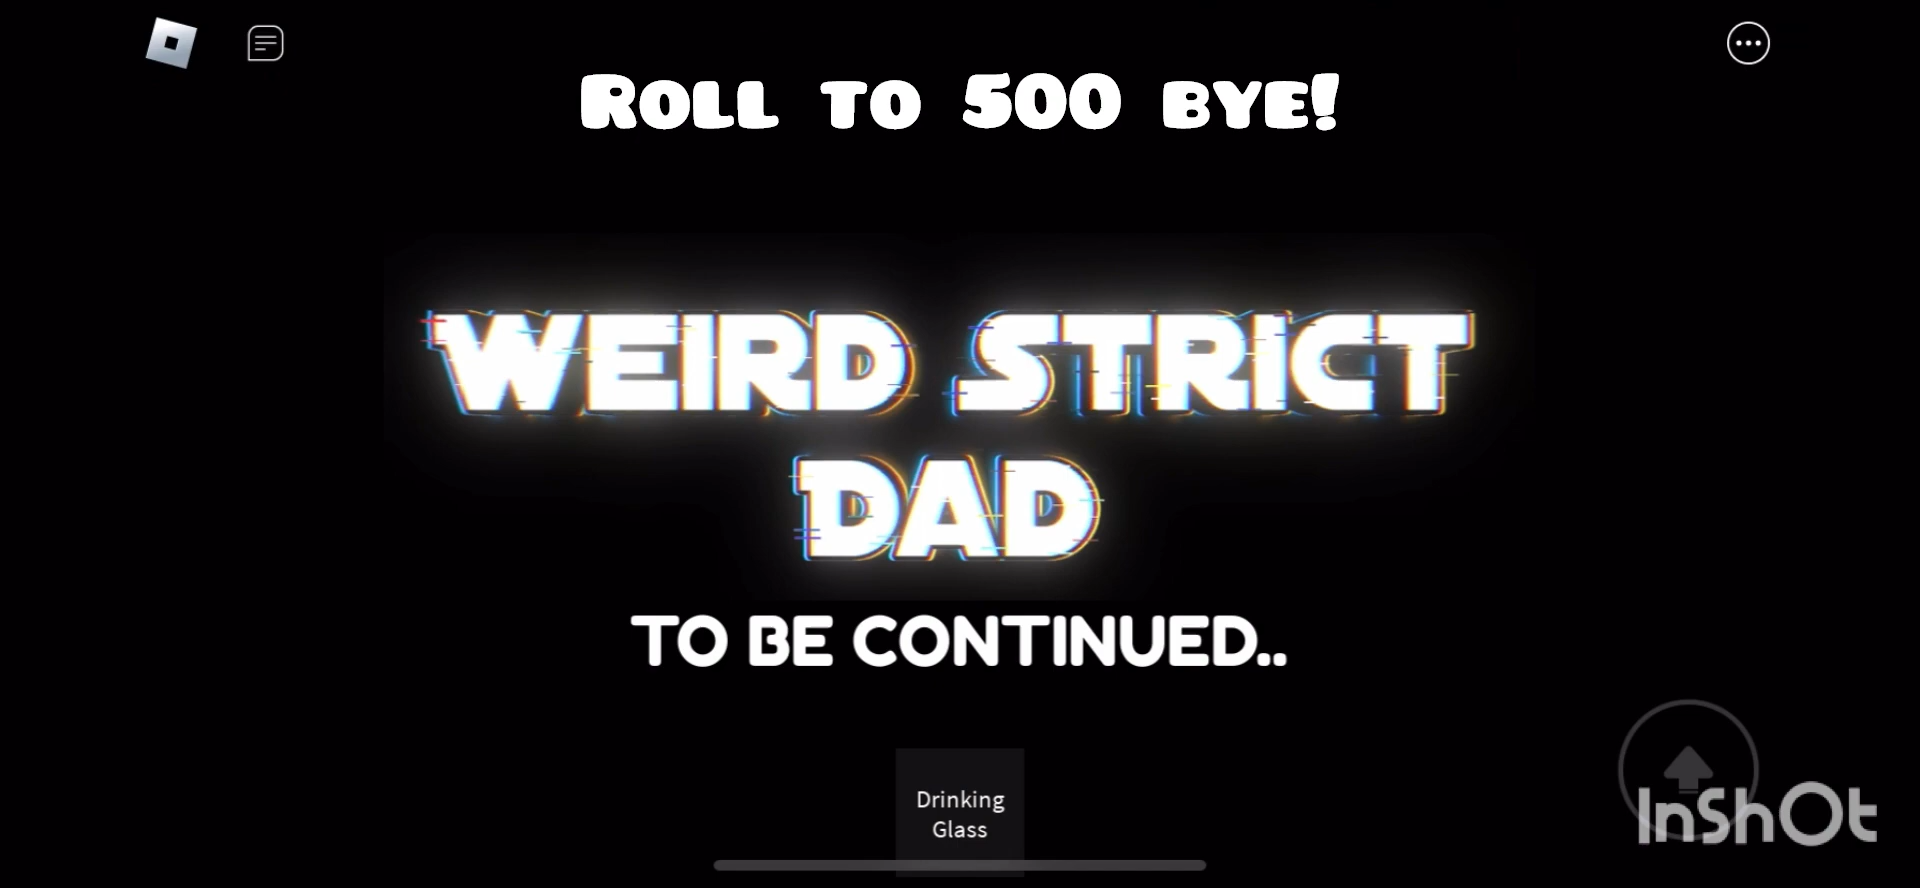 Roll to 500 bye!
WEIRD STRICT
DAD
TO BE CONTINUED..
Drinking
Glass
InShOt